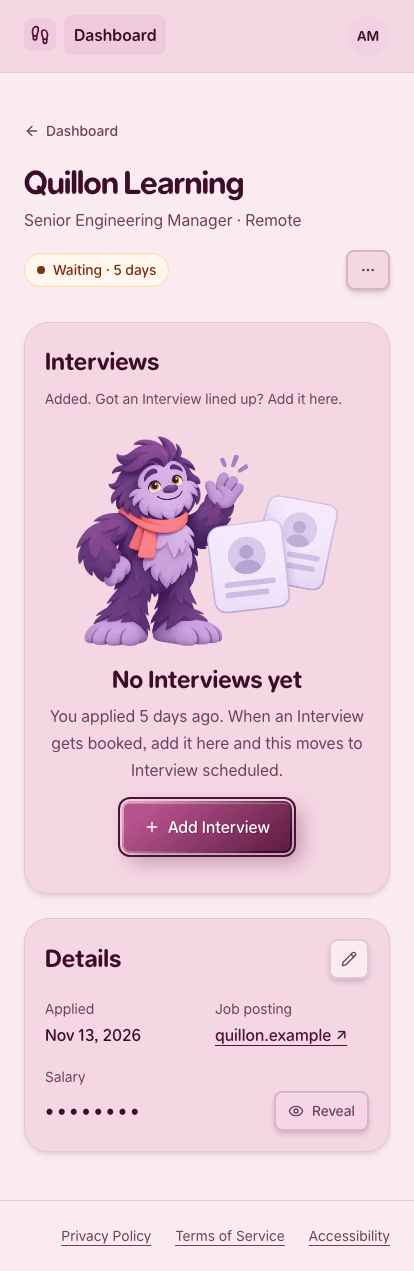 Dashboard
AM
← Dashboard
Quillon Learning
Senior Engineering Manager · Remote
Waiting · 5 days
···
Interviews
Added. Got an Interview lined up? Add it here.
No Interviews yet
You applied 5 days ago. When an Interview
gets booked, add it here and this moves to
Interview scheduled.
+ Add Interview
Details
Applied
Job posting
Nov 13, 2026
quillon.example ↗
Salary
••••••••
Reveal
Privacy Policy
Terms of Service
Accessibility